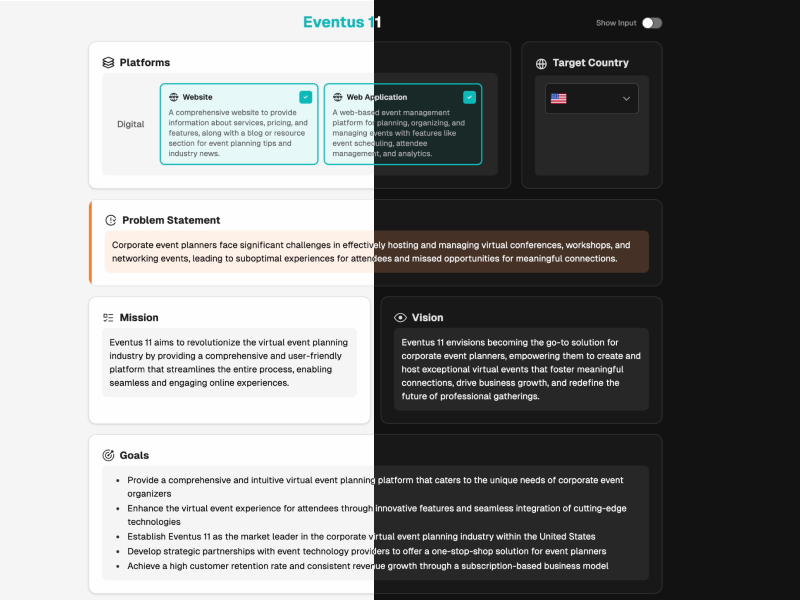 Eventus 11
Show Input
Platforms
Digital
Website
A comprehensive website to provide
information about services, pricing, and
features, along with a blog or resource
section for event planning tips and
industry news.
Web Application
A web-based event management
platform for planning, organizing, and
managing events with features like
event scheduling, attendee
management, and analytics.
Target Country
Problem Statement
Corporate event planners face significant challenges in effectively hosting and managing virtual conferences, workshops, and
networking events, leading to suboptimal experiences for attendees and missed opportunities for meaningful connections.
Mission
Eventus 11 aims to revolutionize the virtual event planning
industry by providing a comprehensive and user-friendly
platform that streamlines the entire process, enabling
seamless and engaging online experiences.
Vision
Eventus 11 envisions becoming the go-to solution for
corporate event planners, empowering them to create and
host exceptional virtual events that foster meaningful
connections, drive business growth, and redefine the
future of professional gatherings.
Goals
• Provide a comprehensive and intuitive virtual event planning platform that caters to the unique needs of corporate event
organizers
• Enhance the virtual event experience for attendees through innovative features and seamless integration of cutting-edge
technologies
• Establish Eventus 11 as the market leader in the corporate virtual event planning industry within the United States
• Develop strategic partnerships with event technology providers to offer a one-stop-shop solution for event planners
• Achieve a high customer retention rate and consistent revenue growth through a subscription-based business model